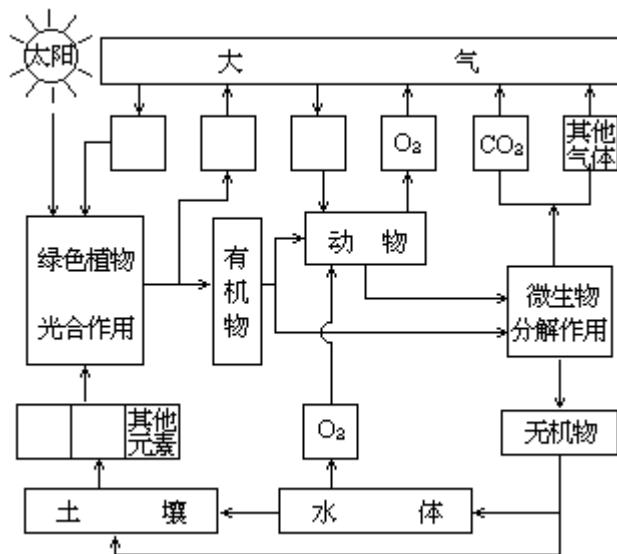 太阳
大 气
O₂
CO₂
其他
气体
绿色植物
光合作用
有
机
物
动 物
微生物
分解作用
其他
元素
O₂
无机物
土 壤
水 体